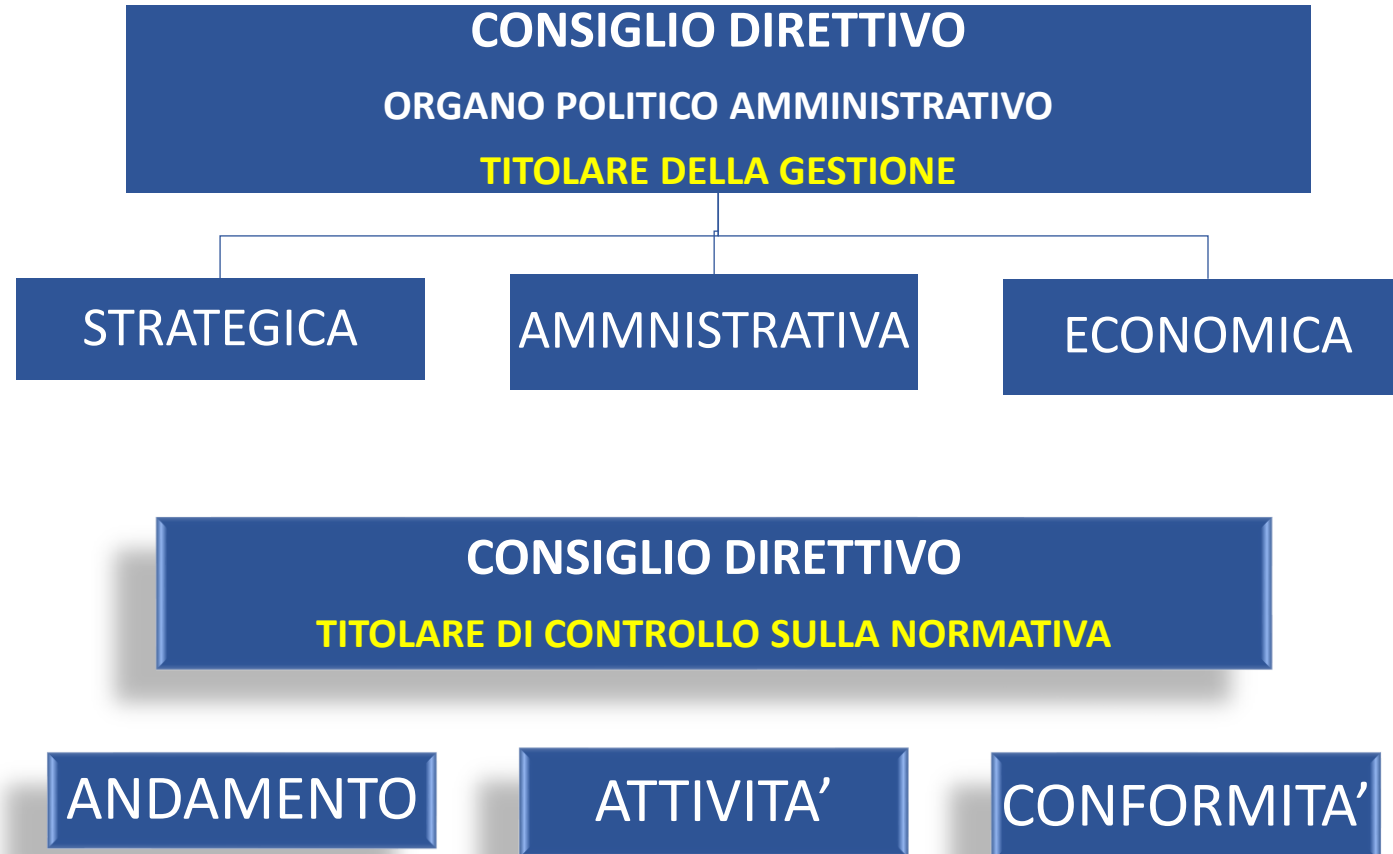 CONSIGLIO DIRETTIVO
ORGANO POLITICO AMMINISTRATIVO
TITOLARE DELLA GESTIONE
STRATEGICA
AMMNISTRATIVA
ECONOMICA
CONSIGLIO DIRETTIVO
TITOLARE DI CONTROLLO SULLA NORMATIVA
ANDAMENTO
ATTIVITA’
CONFORMITA’